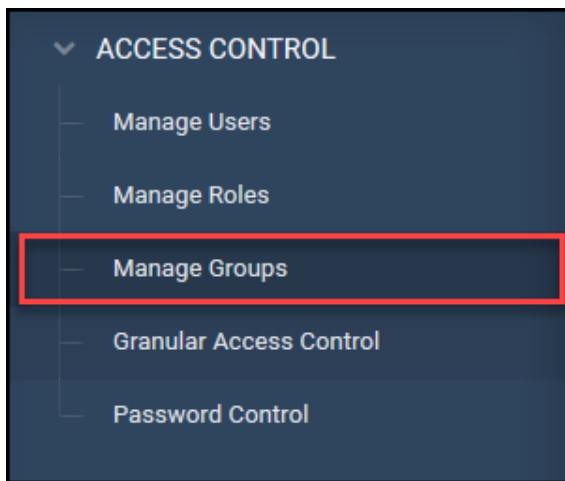 ACCESS CONTROL
Manage Users
Manage Roles
Manage Groups
Granular Access Control
Password Control